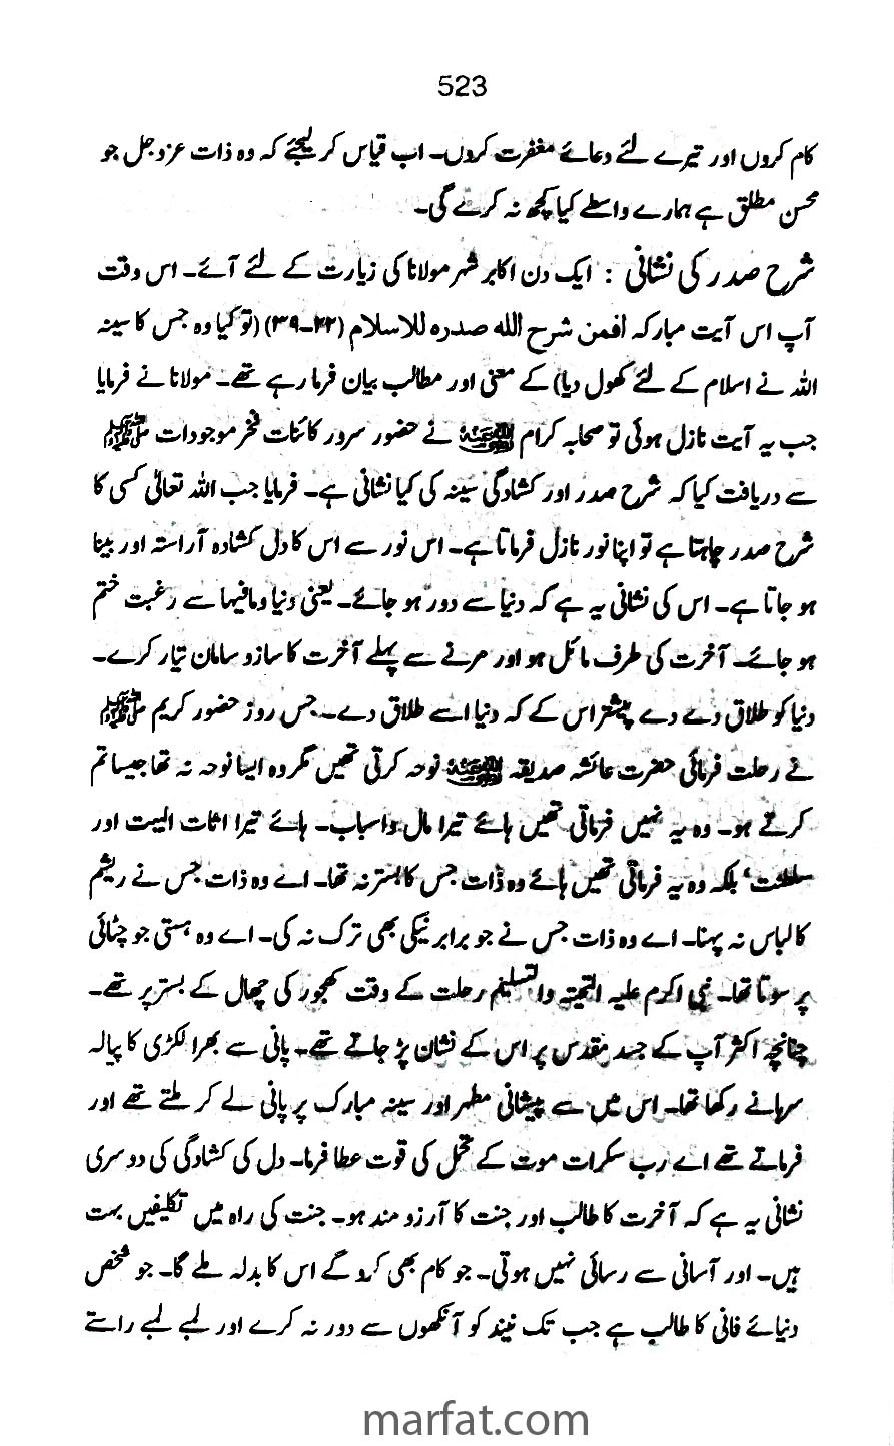 523
کام کروں اور تیرے لئے دعائے مغفرت کروں۔ اب قیاس کر لیجئے کہ وہ ذات عزوجل جو
محسن مطلق ہے ہمارے واسطے کیا کچھ نہ کرے گی۔
شرح صدر کی نشانی : ایک دن اکابر شہر مولانا کی زیارت کے لئے آئے۔ اس وقت
آپ اس آیت مبارکہ افمن شرح اللہ صدرہ للاسلام (۲۲-۳۹) (تو کیا وہ جس کا سینہ
اللہ نے اسلام کے لئے کھول دیا) کے معنی اور مطالب بیان فرما رہے تھے۔ مولانا نے فرمایا
جب یہ آیت نازل ہوئی تو صحابہ کرام نے حضور سرور کائنات فخر موجودات ﷺ
سے دریافت کیا کہ شرح صدر اور کشادگی سینہ کی کیا نشانی ہے۔ فرمایا جب اللہ تعالیٰ کسی کا
شرح صدر چاہتا ہے تو اپنا نور نازل فرماتا ہے۔ اس نور سے اس کا دل کشادہ آراستہ اور بینا
ہو جاتا ہے۔ اس کی نشانی یہ ہے کہ دنیا سے دور ہو جائے۔ یعنی دنیا ومافیہا سے رغبت ختم
ہو جائے۔ آخرت کی طرف مائل ہو اور مرنے سے پہلے آخرت کا سازو سامان تیار کرے۔
دنیا کو طلاق دے دے پیشتر اس کے کہ دنیا اسے طلاق دے۔ جس روز حضور کریم ﷺ
نے رحلت فرمائی حضرت عائشہ صدیقہ نوحہ کرتی تھیں مگر وہ ایسا نوحہ نہ تھا جیسا تم
کرتے ہو۔ وہ یہ نہیں فرماتی تھیں ہائے تیرا مال واسباب۔ ہائے تیرا اثاث البیت اور
سلطنت، بلکہ وہ یہ فرماتی تھیں ہائے وہ ذات جس کا بستر نہ تھا۔ اے وہ ذات جس نے ریشم
کا لباس نہ پہنا۔ اے وہ ذات جس نے جو برابر نیکی بھی ترک نہ کی۔ اے وہ ہستی جو چٹائی
پر سوتا تھا۔ نبی اکرم علیہ التحیتہ والتسلیم رحلت کے وقت کھجور کی چھال کے بستر پر تھے۔
چنانچہ اکثر آپ کے جسد مقدس پر اس کے نشان پڑ جاتے تھے۔ پانی سے بھرا لکڑی کا پیالہ
سرہانے رکھا تھا۔ اس میں سے پیشانی مطہر اور سینہ مبارک پر پانی لے کر ملتے تھے اور
فرماتے تھے اے رب سکرات موت کے تحمل کی قوت عطا فرما۔ دل کی کشادگی کی دوسری
نشانی یہ ہے کہ آخرت کا طالب اور جنت کا آرزو مند ہو۔ جنت کی راہ میں تکلیفیں بہت
ہیں۔ اور آسانی سے رسائی نہیں ہوتی۔ جو کام بھی کرو گے اس کا بدلہ ملے گا۔ جو شخص
دنیائے فانی کا طالب ہے جب تک نیند کو آنکھوں سے دور نہ کرے اور لمبے لمبے راستے
marfat.com